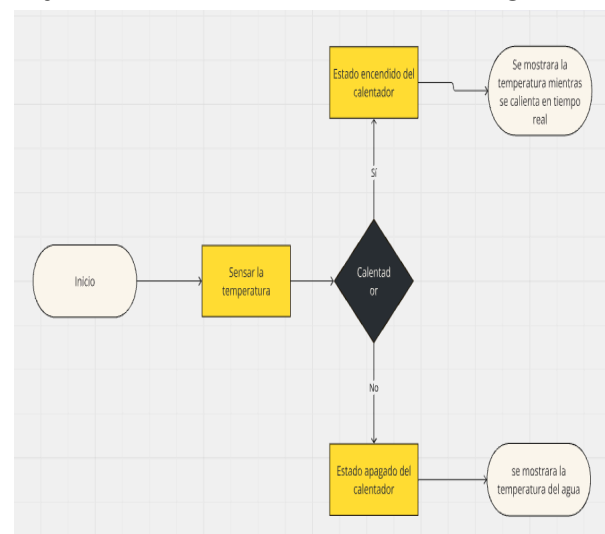 Estado encendido del
calentador
Se mostrara la
temperatura mientras
se calienta en tiempo
real
Sí
Inicio
Sensar la
temperatura
Calentad
or
No
Estado apagado del
calentador
se mostrara la
temperatura del agua